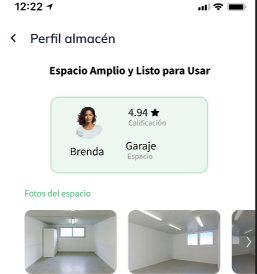 12:22
Perfil almacén
Espacio Amplio y Listo para Usar
4.94 ★
Calificación
Brenda
Garaje
Espacio
Fotos del espacio